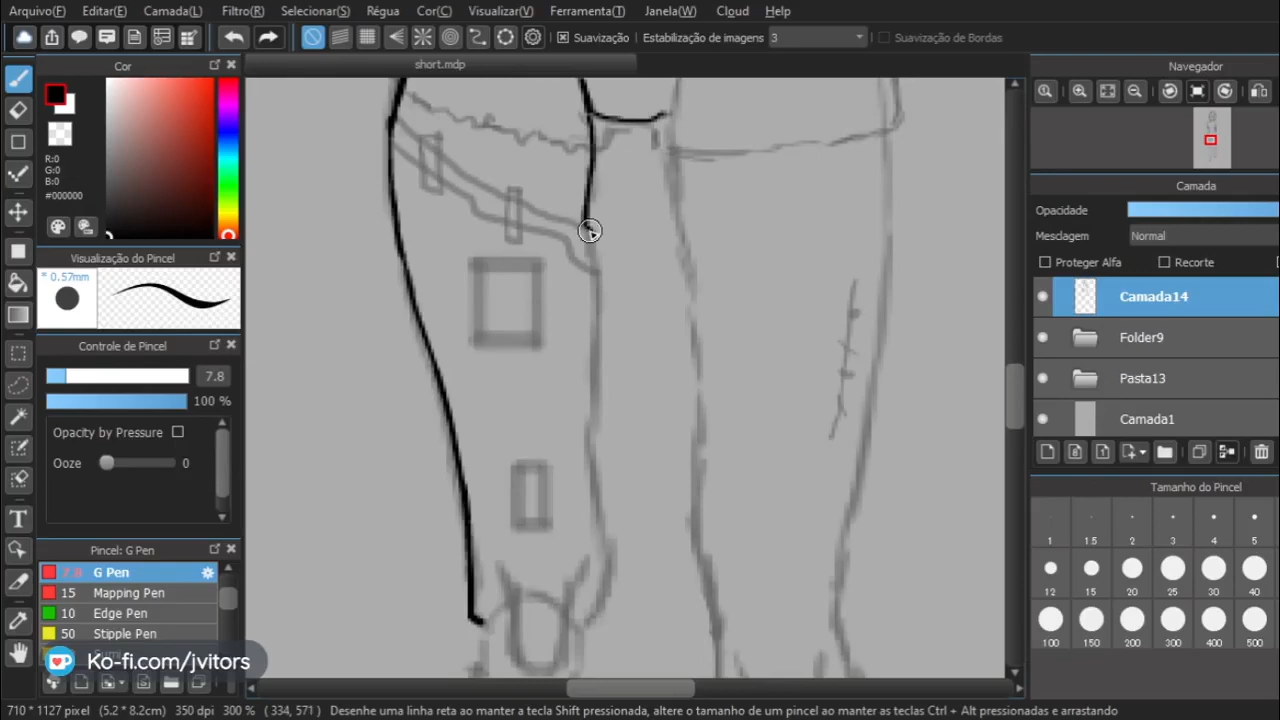 Arquivo(F) Editar(E) Camada(L) Filtro(R) Selecionar(S) Régua Cor(C) Visualizar(V) Ferramenta(T) Janela(W) Cloud Help
Suavização Estabilização de imagens 3 Suavização de Bordas
Cor
short.mdp
Navegador
R:0
G:0
B:0
#000000
Camada
Opacidade
Mesclagem Normal
Proteger Alfa Recorte
Visualização do Pincel
* 0.57mm
Camada14
Folder9
Pasta13
Camada1
Controle de Pincel
7.8
100 %
Opacity by Pressure
Ooze 0
Tamanho do Pincel
1 1.5 2 3 4 5
12 15 20 25 30 40
100 150 200 300 400 500
Pincel: G Pen
7.8 G Pen
15 Mapping Pen
10 Edge Pen
50 Stipple Pen
Ko-fi.com/jvitors
710 * 1127 pixel (5.2 * 8.2cm) 350 dpi 300 % ( 334, 571) Desenhe uma linha reta ao manter a tecla Shift pressionada, altere o tamanho de um pincel ao manter as teclas Ctrl + Alt pressionadas e arrastando